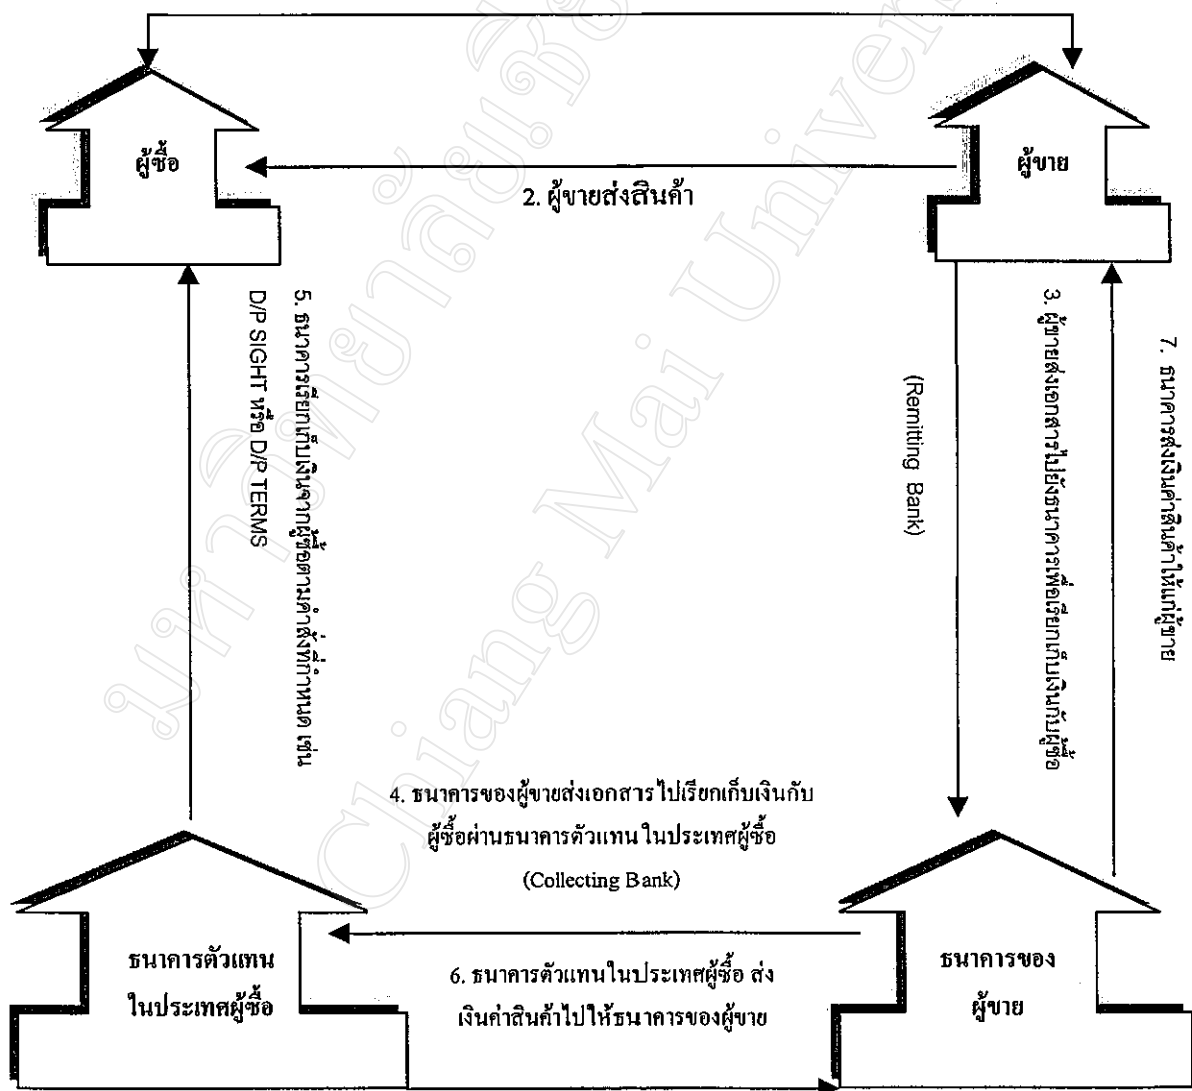 ผู้ซื้อ
ผู้ขาย
2. ผู้ขายส่งสินค้า
5. ธนาคารเรียกเก็บเงินจากผู้ซื้อตามคำสั่งที่กำหนด เช่น
D/P SIGHT หรือ D/P TERMS
(Remitting Bank)
3. ผู้ขายส่งเอกสารไปยังธนาคารเพื่อเรียกเก็บเงินกับผู้ซื้อ
7. ธนาคารส่งเงินค่าสินค้าให้แก่ผู้ขาย
4. ธนาคารของผู้ขายส่งเอกสารไปเรียกเก็บเงินกับ
ผู้ซื้อผ่านธนาคารตัวแทนในประเทศผู้ซื้อ
(Collecting Bank)
ธนาคารตัวแทน
ในประเทศผู้ซื้อ
6. ธนาคารตัวแทนในประเทศผู้ซื้อ ส่ง
เงินค่าสินค้าไปให้ธนาคารของผู้ขาย
ธนาคารของ
ผู้ขาย
Chiang Mai